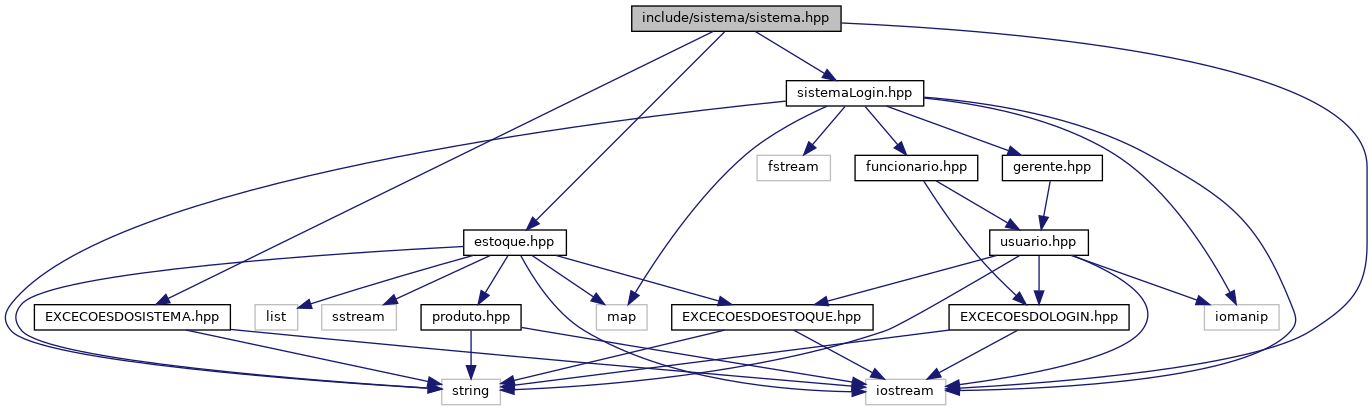 include/sistema/sistema.hpp
sistemaLogin.hpp
fstream
funcionario.hpp
gerente.hpp
estoque.hpp
usuario.hpp
EXCECOESDOSISTEMA.hpp
list
sstream
produto.hpp
map
EXCECOESDOESTOQUE.hpp
EXCECOESDOLOGIN.hpp
iomanip
string
iostream